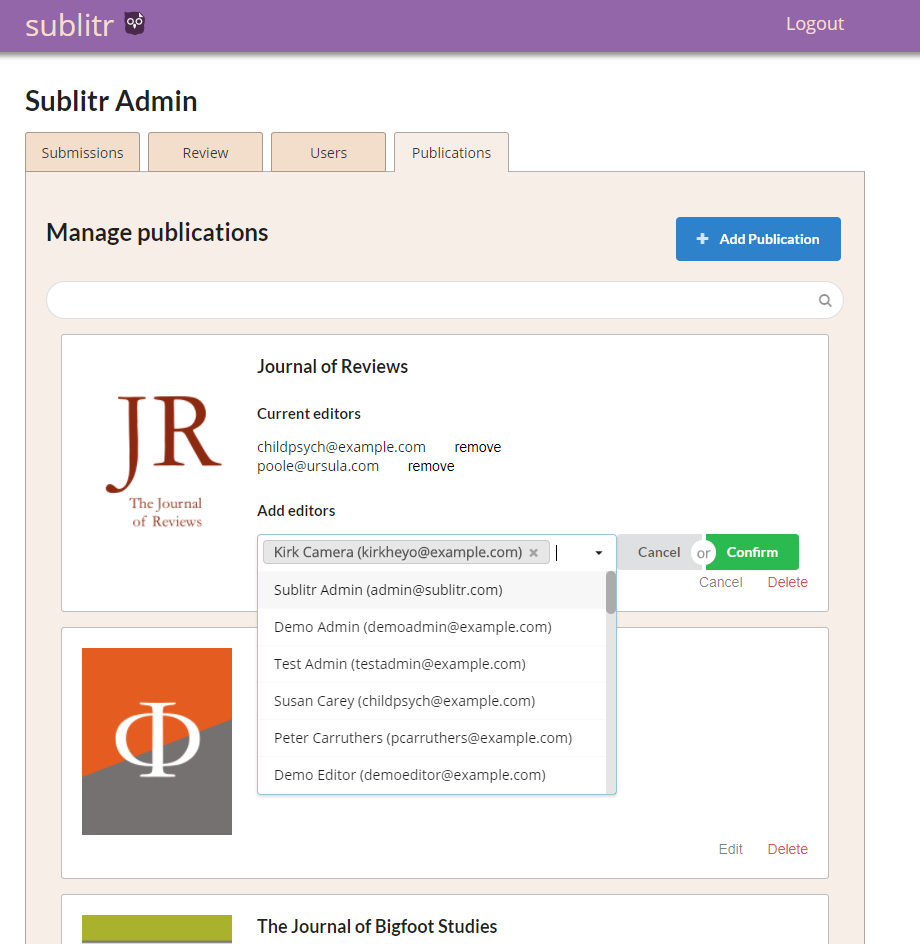 sublitr
Logout
Sublitr Admin
Submissions
Review
Users
Publications
Manage publications
Add Publication
JR
The Journal
of Reviews
Journal of Reviews
Current editors
childpsych@example.com remove
poole@ursula.com remove
Add editors
Kirk Camera (kirkheyo@example.com)
Cancel or Confirm
Cancel Delete
Sublitr Admin (admin@sublitr.com)
Demo Admin (demoadmin@example.com)
Test Admin (testadmin@example.com)
Susan Carey (childpsych@example.com)
Peter Carruthers (pcarruthers@example.com)
Demo Editor (demoeditor@example.com)
Φ
Edit Delete
The Journal of Bigfoot Studies